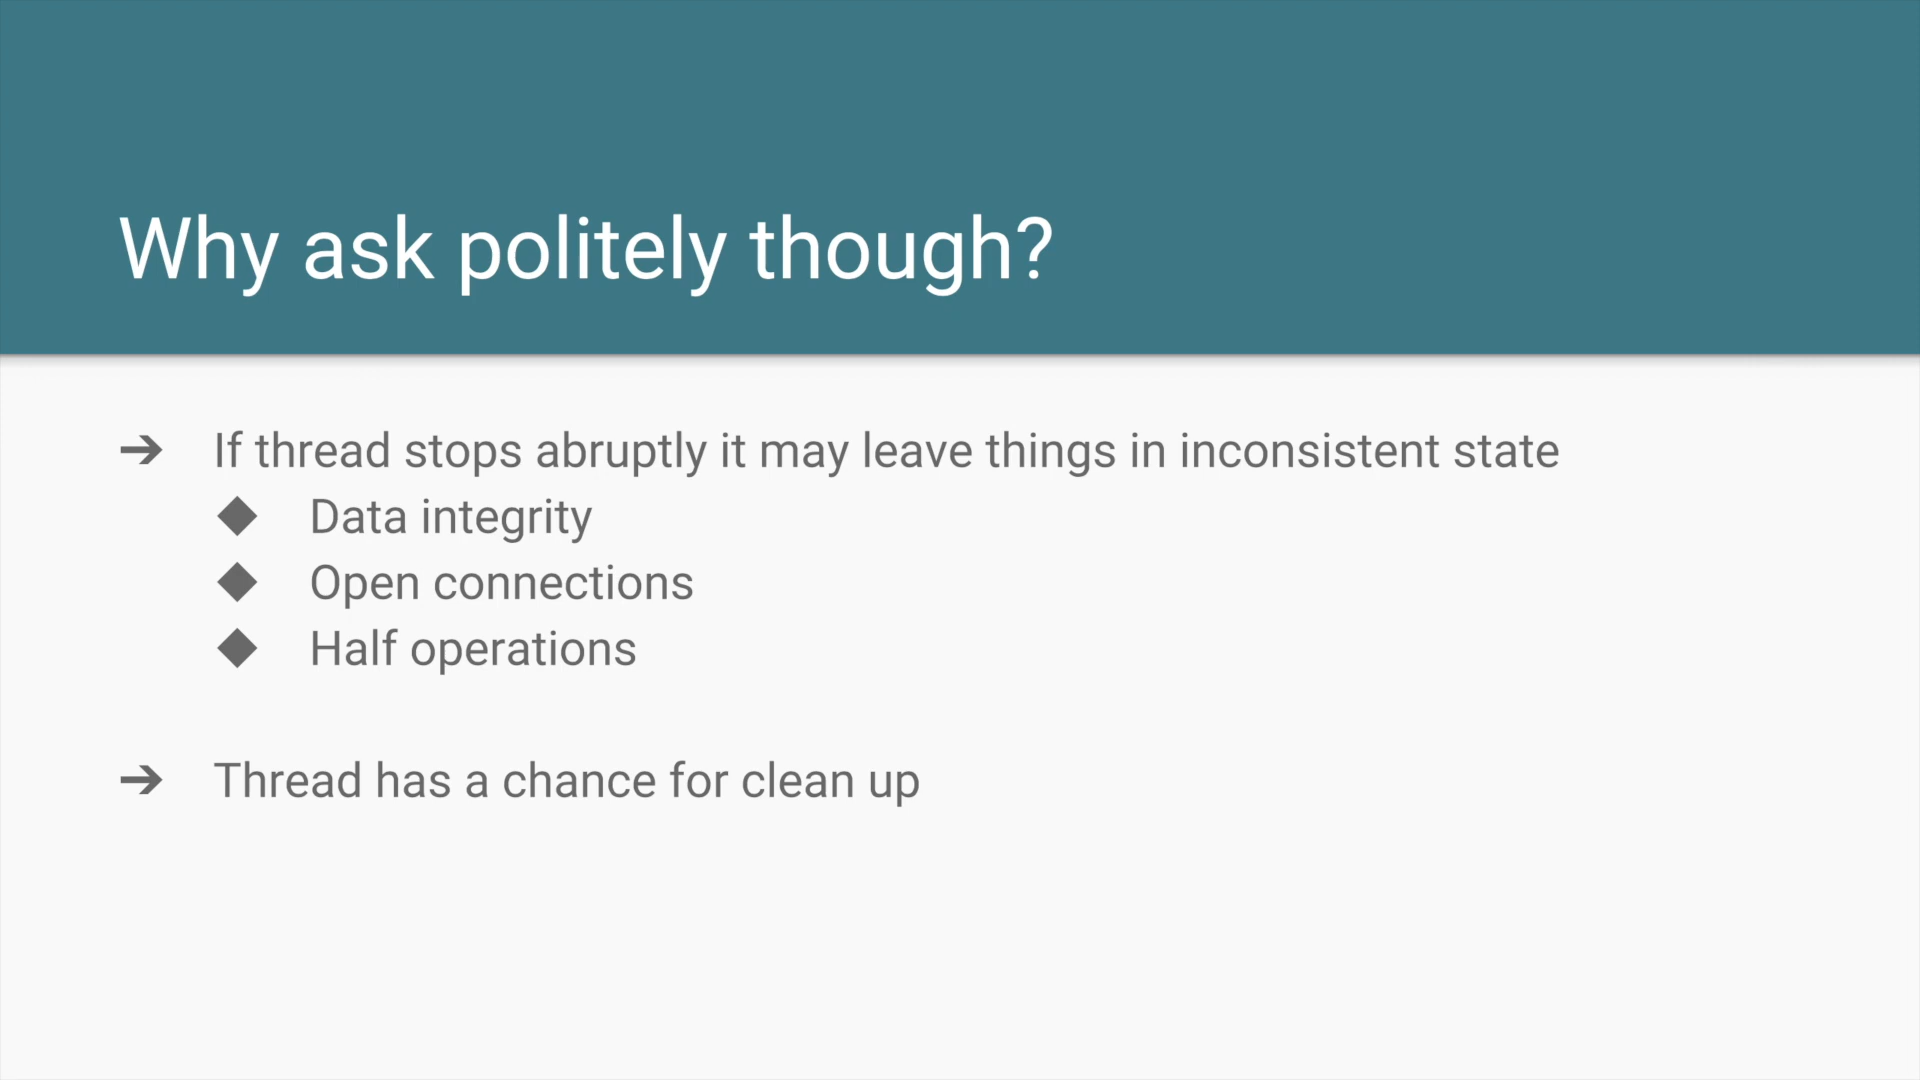 Why ask politely though?
➔ If thread stops abruptly it may leave things in inconsistent state
◆ Data integrity
◆ Open connections
◆ Half operations
➔ Thread has a chance for clean up